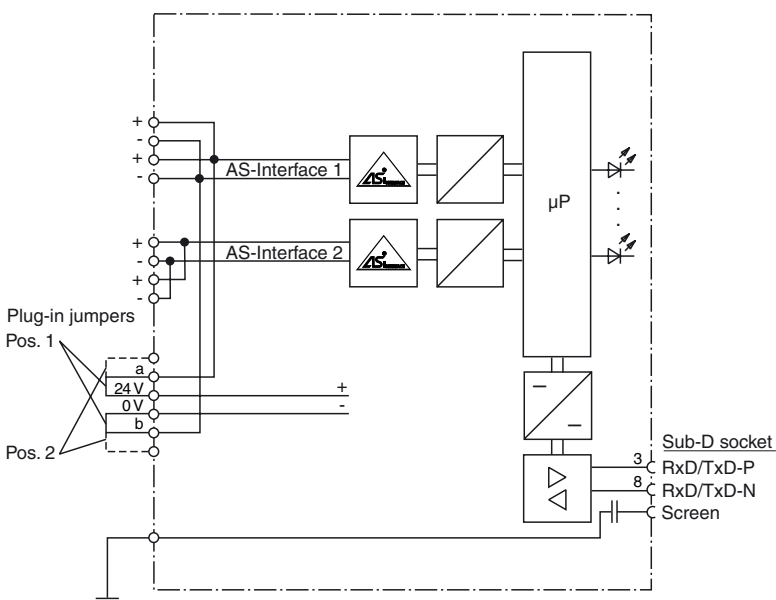 +
-
+
-
AS-Interface 1
µP
+
-
+
-
AS-Interface 2
Plug-in jumpers
Pos. 1
a
24 V
+
0 V
-
b
Pos. 2
Sub-D socket
3
RxD/TxD-P
8
RxD/TxD-N
Screen